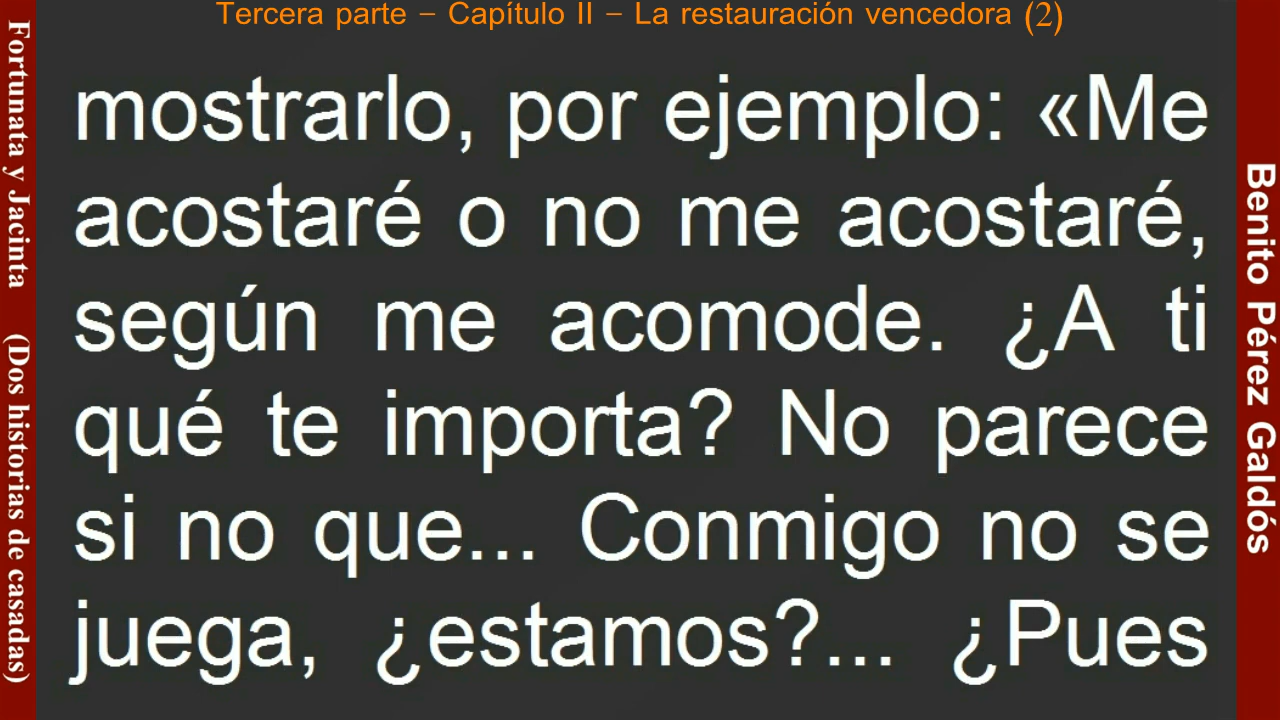 Tercera parte – Capítulo II – La restauración vencedora (2)
mostrarlo, por ejemplo: «Me
acostaré o no me acostaré,
según me acomode. ¿A ti
qué te importa? No parece
si no que... Conmigo no se
juega, ¿estamos?... ¿Pues
Fortunata y Jacinta (Dos historias de casadas)
Benito Pérez Galdós